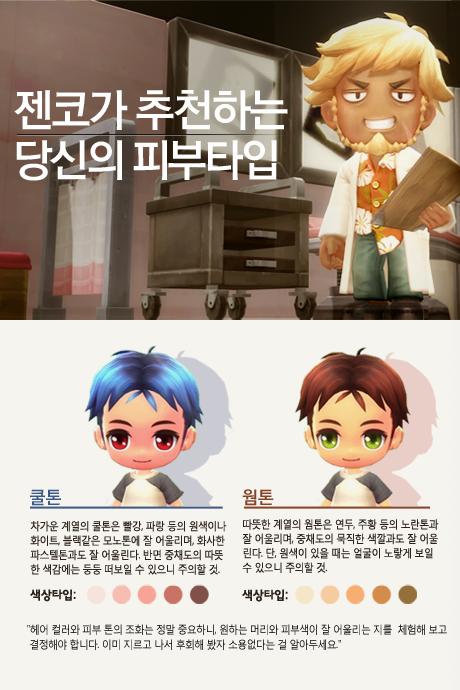 젠코가 추천하는
당신의 피부타입
쿨톤
차가운 계열의 쿨톤은 빨강, 파랑 등의 원색이나
화이트, 블랙같은 모노톤에 잘 어울리며, 화사한
파스텔톤과도 잘 어울린다. 반면 중채도의 따뜻
한 색감에는 둥둥 떠보일 수 있으니 주의할 것.
색상타입:
웜톤
따뜻한 계열의 웜톤은 연두, 주황 등의 노란톤과
잘 어울리며, 중채도의 묵직한 색깔과도 잘 어울
린다. 단, 원색이 있을 때는 얼굴이 노랗게 보일
수 있으니 주의할 것.
색상타입:
"헤어 컬러와 피부 톤의 조화는 정말 중요하니, 원하는 머리와 피부색이 잘 어울리는 지를 체험해 보고
결정해야 합니다. 이미 지르고 나서 후회해 봤자 소용없다는 걸 알아두세요."